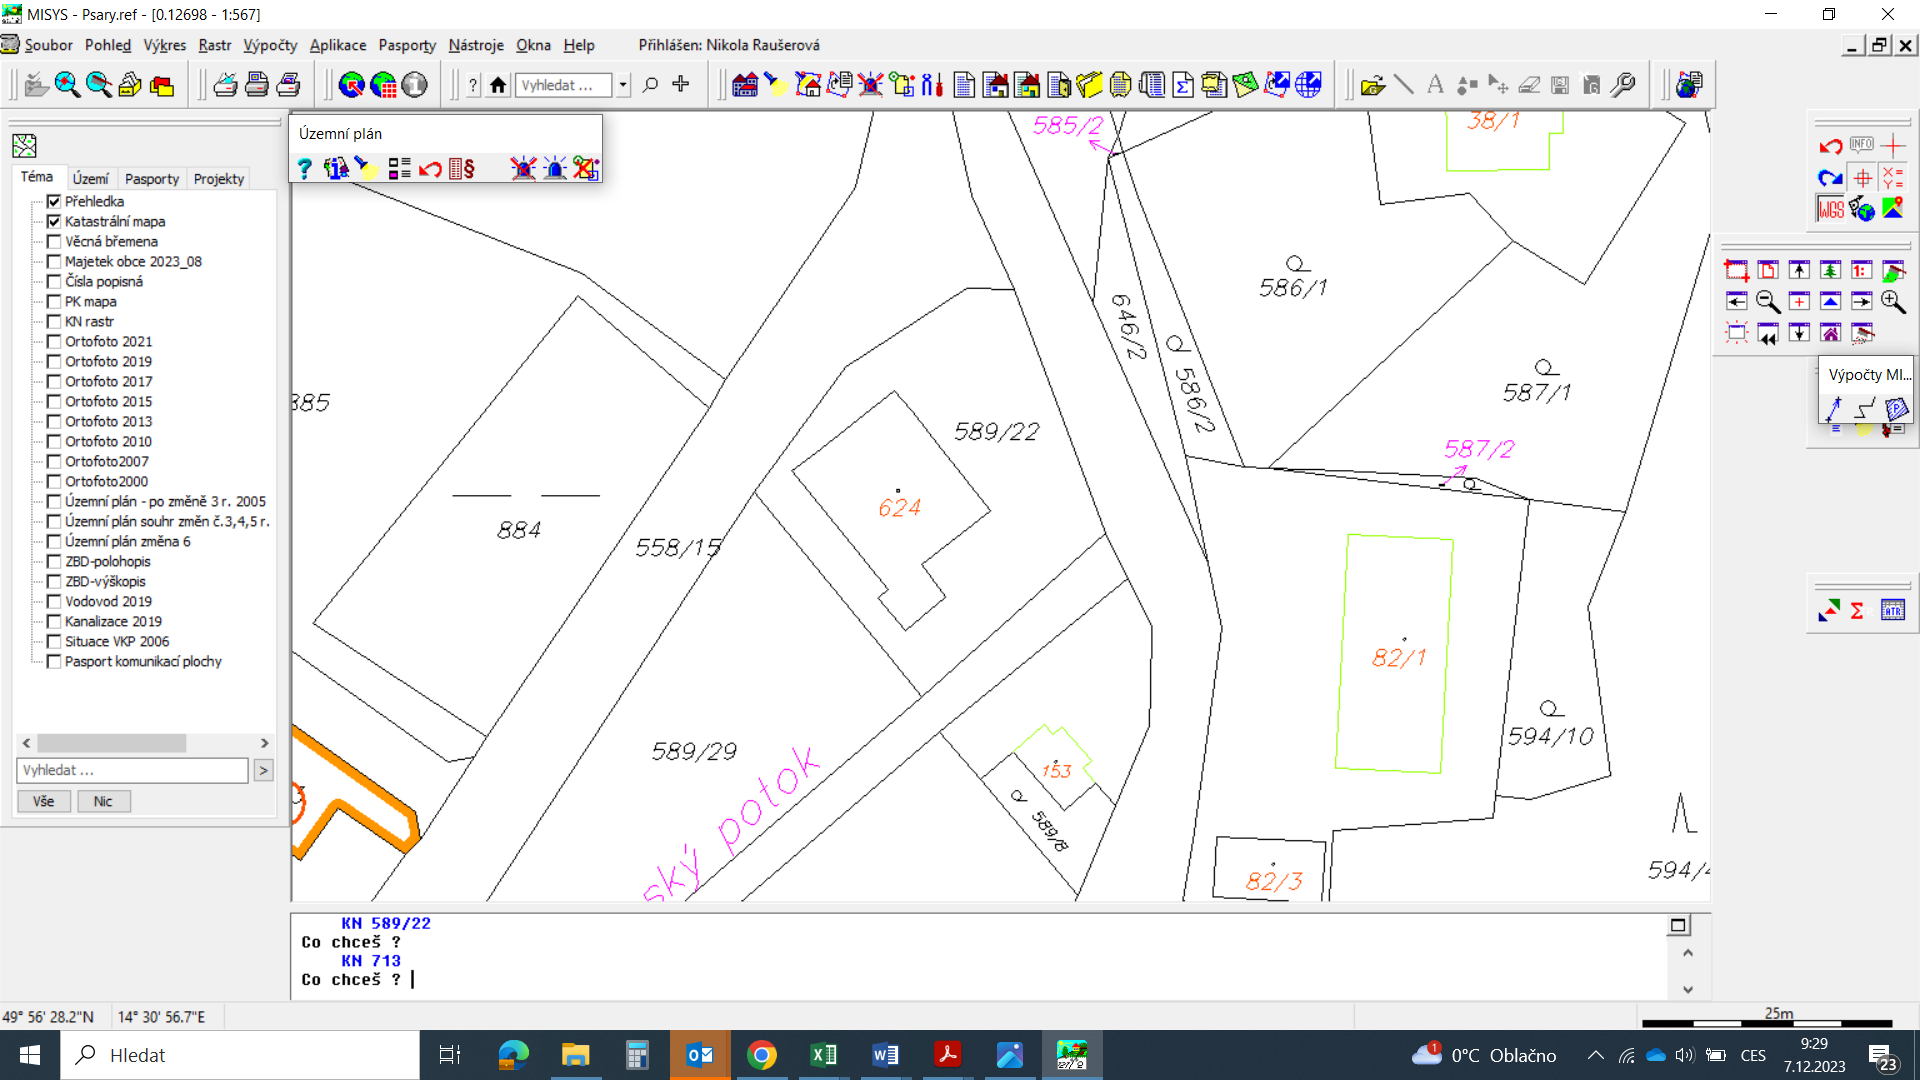 MISYS - Psary.ref - [0.12698 - 1:567]
Soubor Pohled Výkres Rastr Výpočty Aplikace Pasporty Nástroje Okna Help Přihlášen: Nikola Raušerová
? Vyhledat ...
Územní plán
Téma Území Pasporty Projekty
Přehledka
Katastrální mapa
Věcná břemena
Majetek obce 2023_08
Čísla popisná
PK mapa
KN rastr
Ortofoto 2021
Ortofoto 2019
Ortofoto 2017
Ortofoto 2015
Ortofoto 2013
Ortofoto 2010
Ortofoto2007
Ortofoto2000
Územní plán - po změně 3 r. 2005
Územní plán souhr změn č.3,4,5 r.
Územní plán změna 6
ZBD-polohopis
ZBD-výškopis
Vodovod 2019
Kanalizace 2019
Situace VKP 2006
Pasport komunikací plochy
Vyhledat ... >
Vše Nic
585/2
38/1
586/1
646/2
586/2
587/1
587/2
885
589/22
624
884
558/15
82/1
594/10
589/29
153
589/8
ský potok
82/3
594/4
INFO
X=
Y=
WGS
1:
Výpočty MI...
ATR
KN 589/22
Co chceš ?
KN 713
Co chceš ?
49° 56' 28.2"N 14° 30' 56.7"E
25m
Hledat
1
0°C Oblačno
CES
9:29
7.12.2023
23